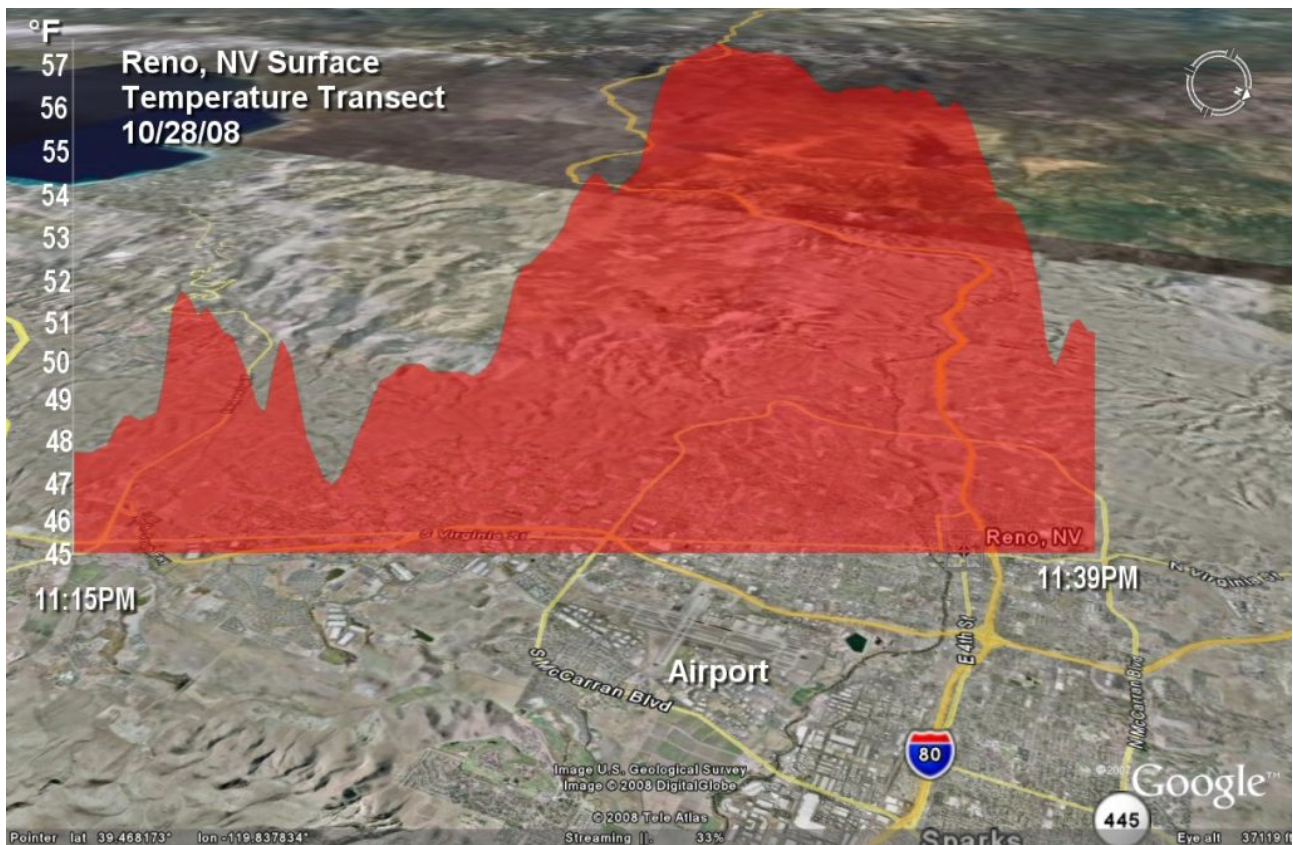 °F
57
56
55
54
53
52
51
50
49
48
47
46
45
Reno, NV Surface
Temperature Transect
10/28/08
N
S Virginia St
Reno, NV
11:15PM
11:39PM
N Virginia St
E 4th St
Airport
S McCarran Blvd
N McCarran Blvd
80
Image U.S. Geological Survey
Image © 2008 DigitalGlobe
© 2008 Tele Atlas
© 2007 Google™
445
Sparks
Pointer lat 39.468173° lon -119.837834°
Streaming ||. 33%
Eye alt 37119 ft